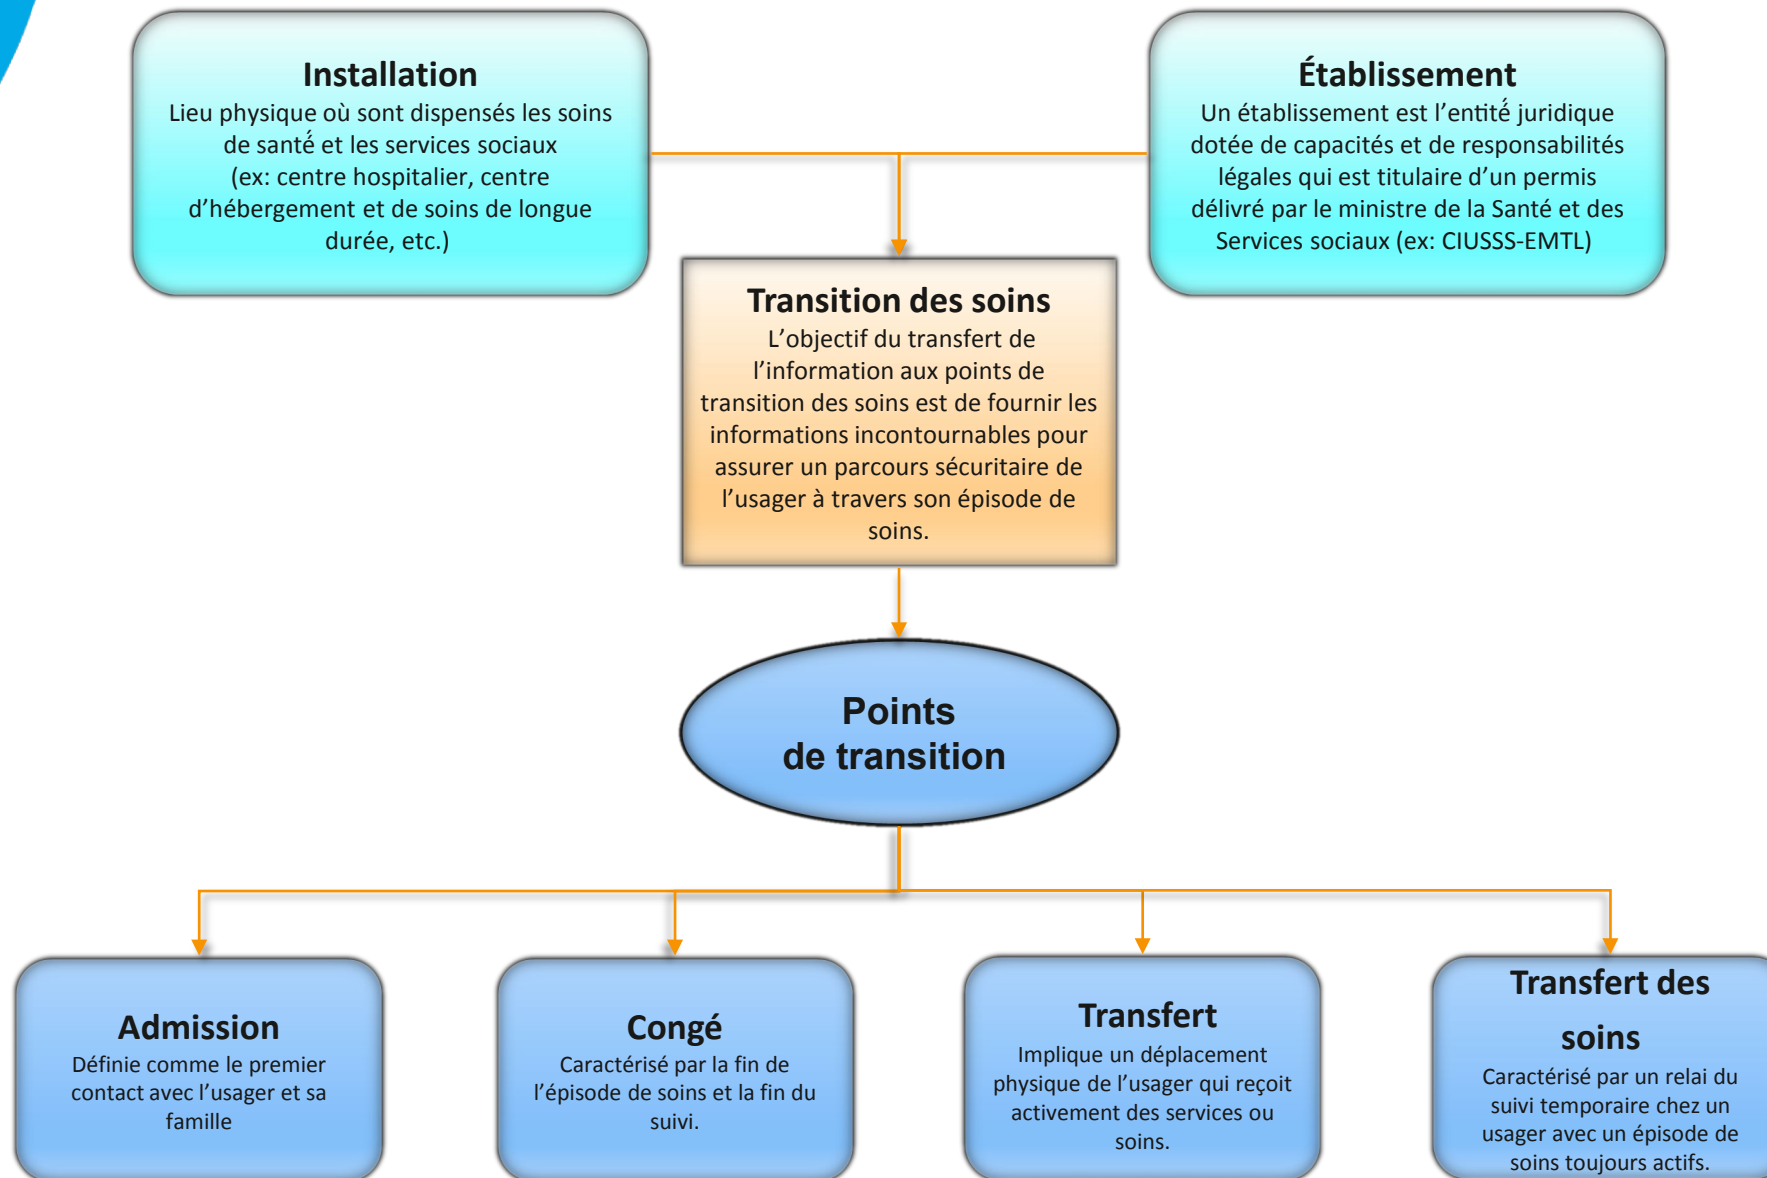 Installation
Lieu physique où sont dispensés les soins
de santé et les services sociaux
(ex: centre hospitalier, centre
d’hébergement et de soins de longue
durée, etc.)
Établissement
Un établissement est l’entité juridique
dotée de capacités et de responsabilités
légales qui est titulaire d’un permis
délivré par le ministre de la Santé et des
Services sociaux (ex: CIUSSS-EMTL)
Transition des soins
L’objectif du transfert de
l’information aux points de
transition des soins est de fournir les
informations incontournables pour
assurer un parcours sécuritaire de
l’usager à travers son épisode de
soins.
Points
de transition
Admission
Définie comme le premier
contact avec l’usager et sa
famille
Congé
Caractérisé par la fin de
l’épisode de soins et la fin du
suivi.
Transfert
Implique un déplacement
physique de l’usager qui reçoit
activement des services ou
soins.
Transfert des
soins
Caractérisé par un relai du
suivi temporaire chez un
usager avec un épisode de
soins toujours actifs.